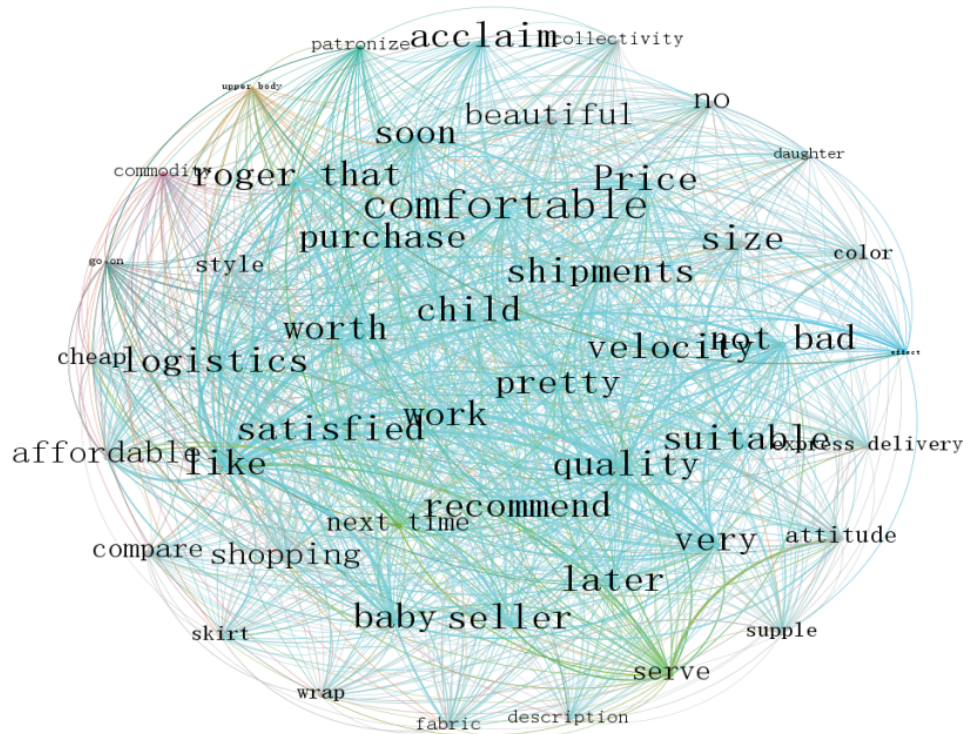 acclaim
patronize
collectivity
upper body
no
beautiful
soon
daughter
commodity
roger that
Price
comfortable
purchase
size
color
go on
style
shipments
child
worth
not bad
velocity
effect
cheap
logistics
pretty
work
satisfied
suitable
express delivery
affordable
like
quality
recommend
next time
very
attitude
compare
shopping
later
baby
seller
skirt
supple
serve
wrap
fabric
description